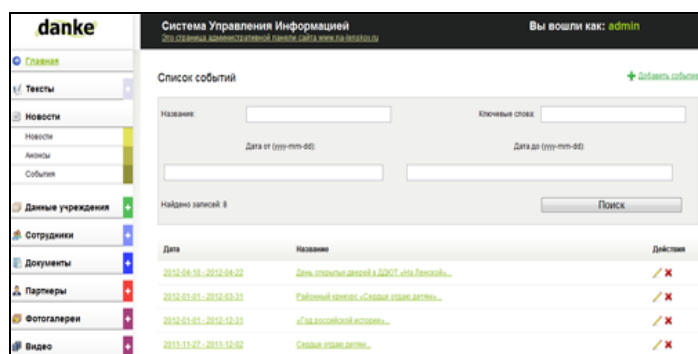 danke
Система Управления Информацией
Вы вошли как: admin
Это страница административной панели сайта www.na-lenskoy.ru
Главная
Тексты
Новости
Новости
Анонсы
События
Данные учреждения
Сотрудники
Документы
Партнеры
Фотогалереи
Видео
Список событий
Добавить событие
Название:
Ключевые слова:
Дата от (yyyy-mm-dd):
Дата до (yyyy-mm-dd):
Найдено записей: 8
Поиск
Дата Название Действия
2012-04-10 - 2012-04-22 День открытых дверей в ДДЮТ «На Ленской»...
2012-01-01 - 2012-03-31 Районный конкурс «Сердце отдаю детям»...
2012-01-01 - 2012-12-31 «Год российской истории»...
2011-11-27 - 2011-12-02 Сердце отдаю детям...